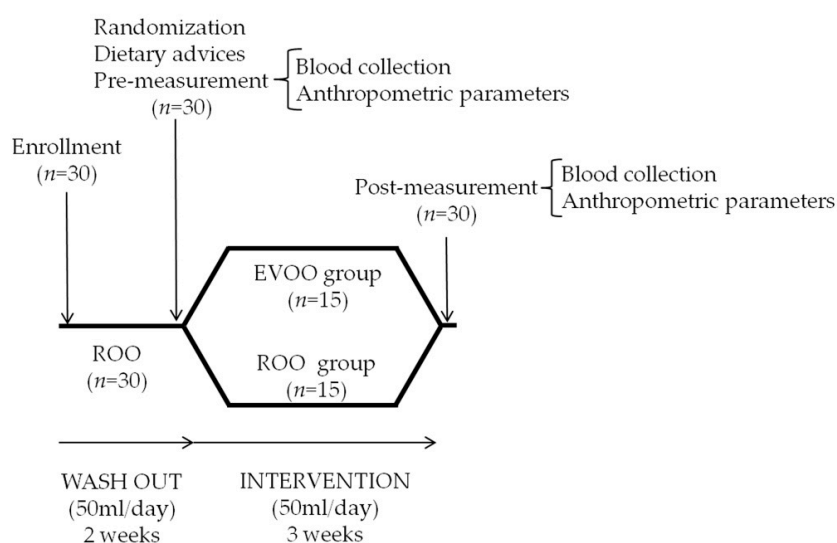 Randomization
Dietary advices
Pre-measurement
(n=30)
Blood collection
Anthropometric parameters
Enrollment
(n=30)
Post-measurement
(n=30)
Blood collection
Anthropometric parameters
EVOO group
(n=15)
ROO
(n=30)
ROO group
(n=15)
WASH OUT
(50ml/day)
2 weeks
INTERVENTION
(50ml/day)
3 weeks